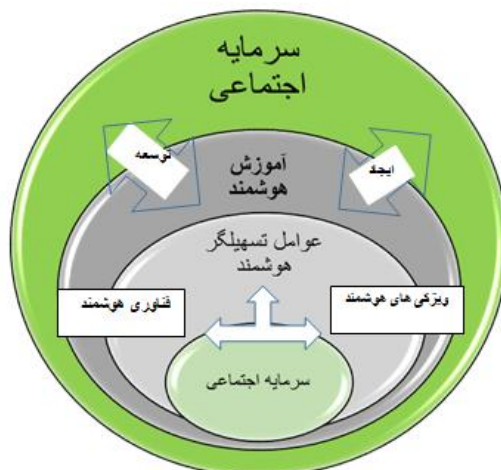 سرمایه
اجتماعی
توسعه
ایجاد
آموزش
هوشمند
عوامل تسهیلگر
هوشمند
ویژگی های هوشمند
فناوری هوشمند
سرمایه اجتماعی